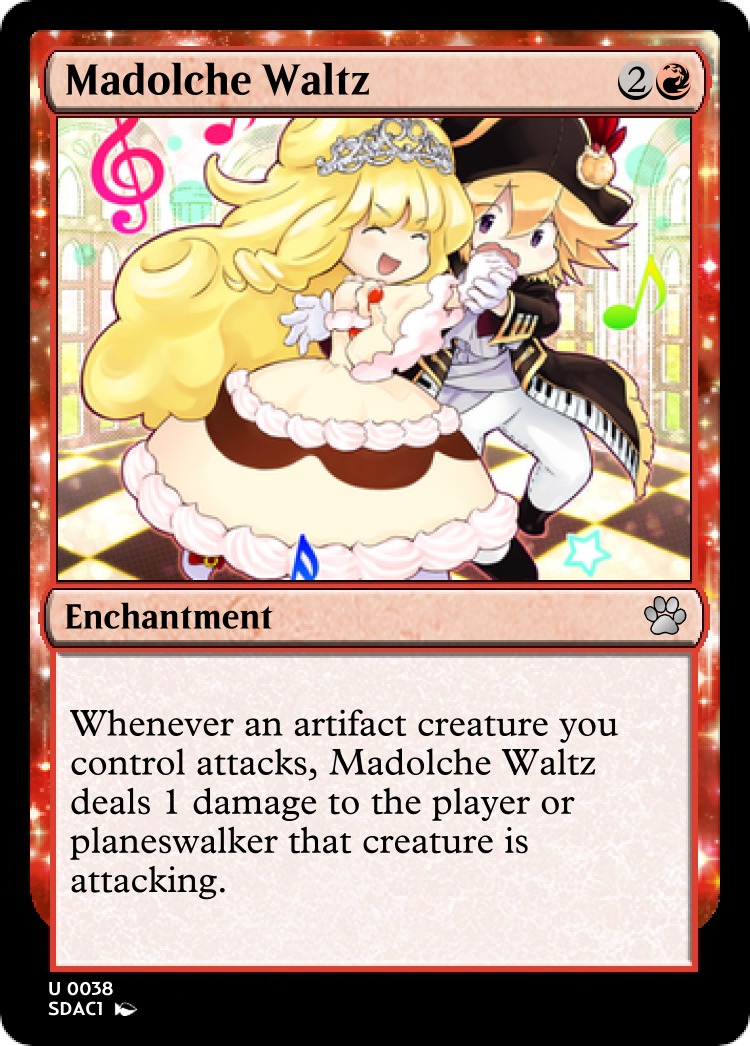 Madolche Waltz 2
Enchantment
Whenever an artifact creature you
control attacks, Madolche Waltz
deals 1 damage to the player or
planeswalker that creature is
attacking.
U 0038
SDAC1